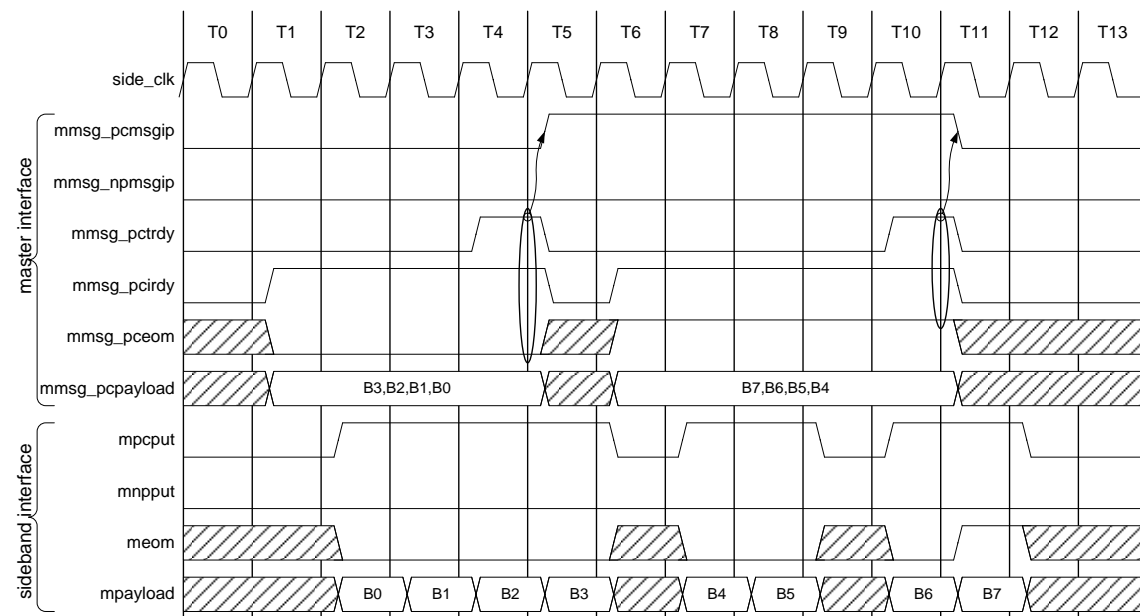 T0 T1 T2 T3 T4 T5 T6 T7 T8 T9 T10 T11 T12 T13
side_clk
master interface
mmsg_pcmsgip
mmsg_npmsgip
mmsg_pctrdy
mmsg_pcirdy
mmsg_pceom
mmsg_pcpayload B3,B2,B1,B0 B7,B6,B5,B4
sideband interface
mpcput
mnpput
meom
mpayload B0 B1 B2 B3 B4 B5 B6 B7